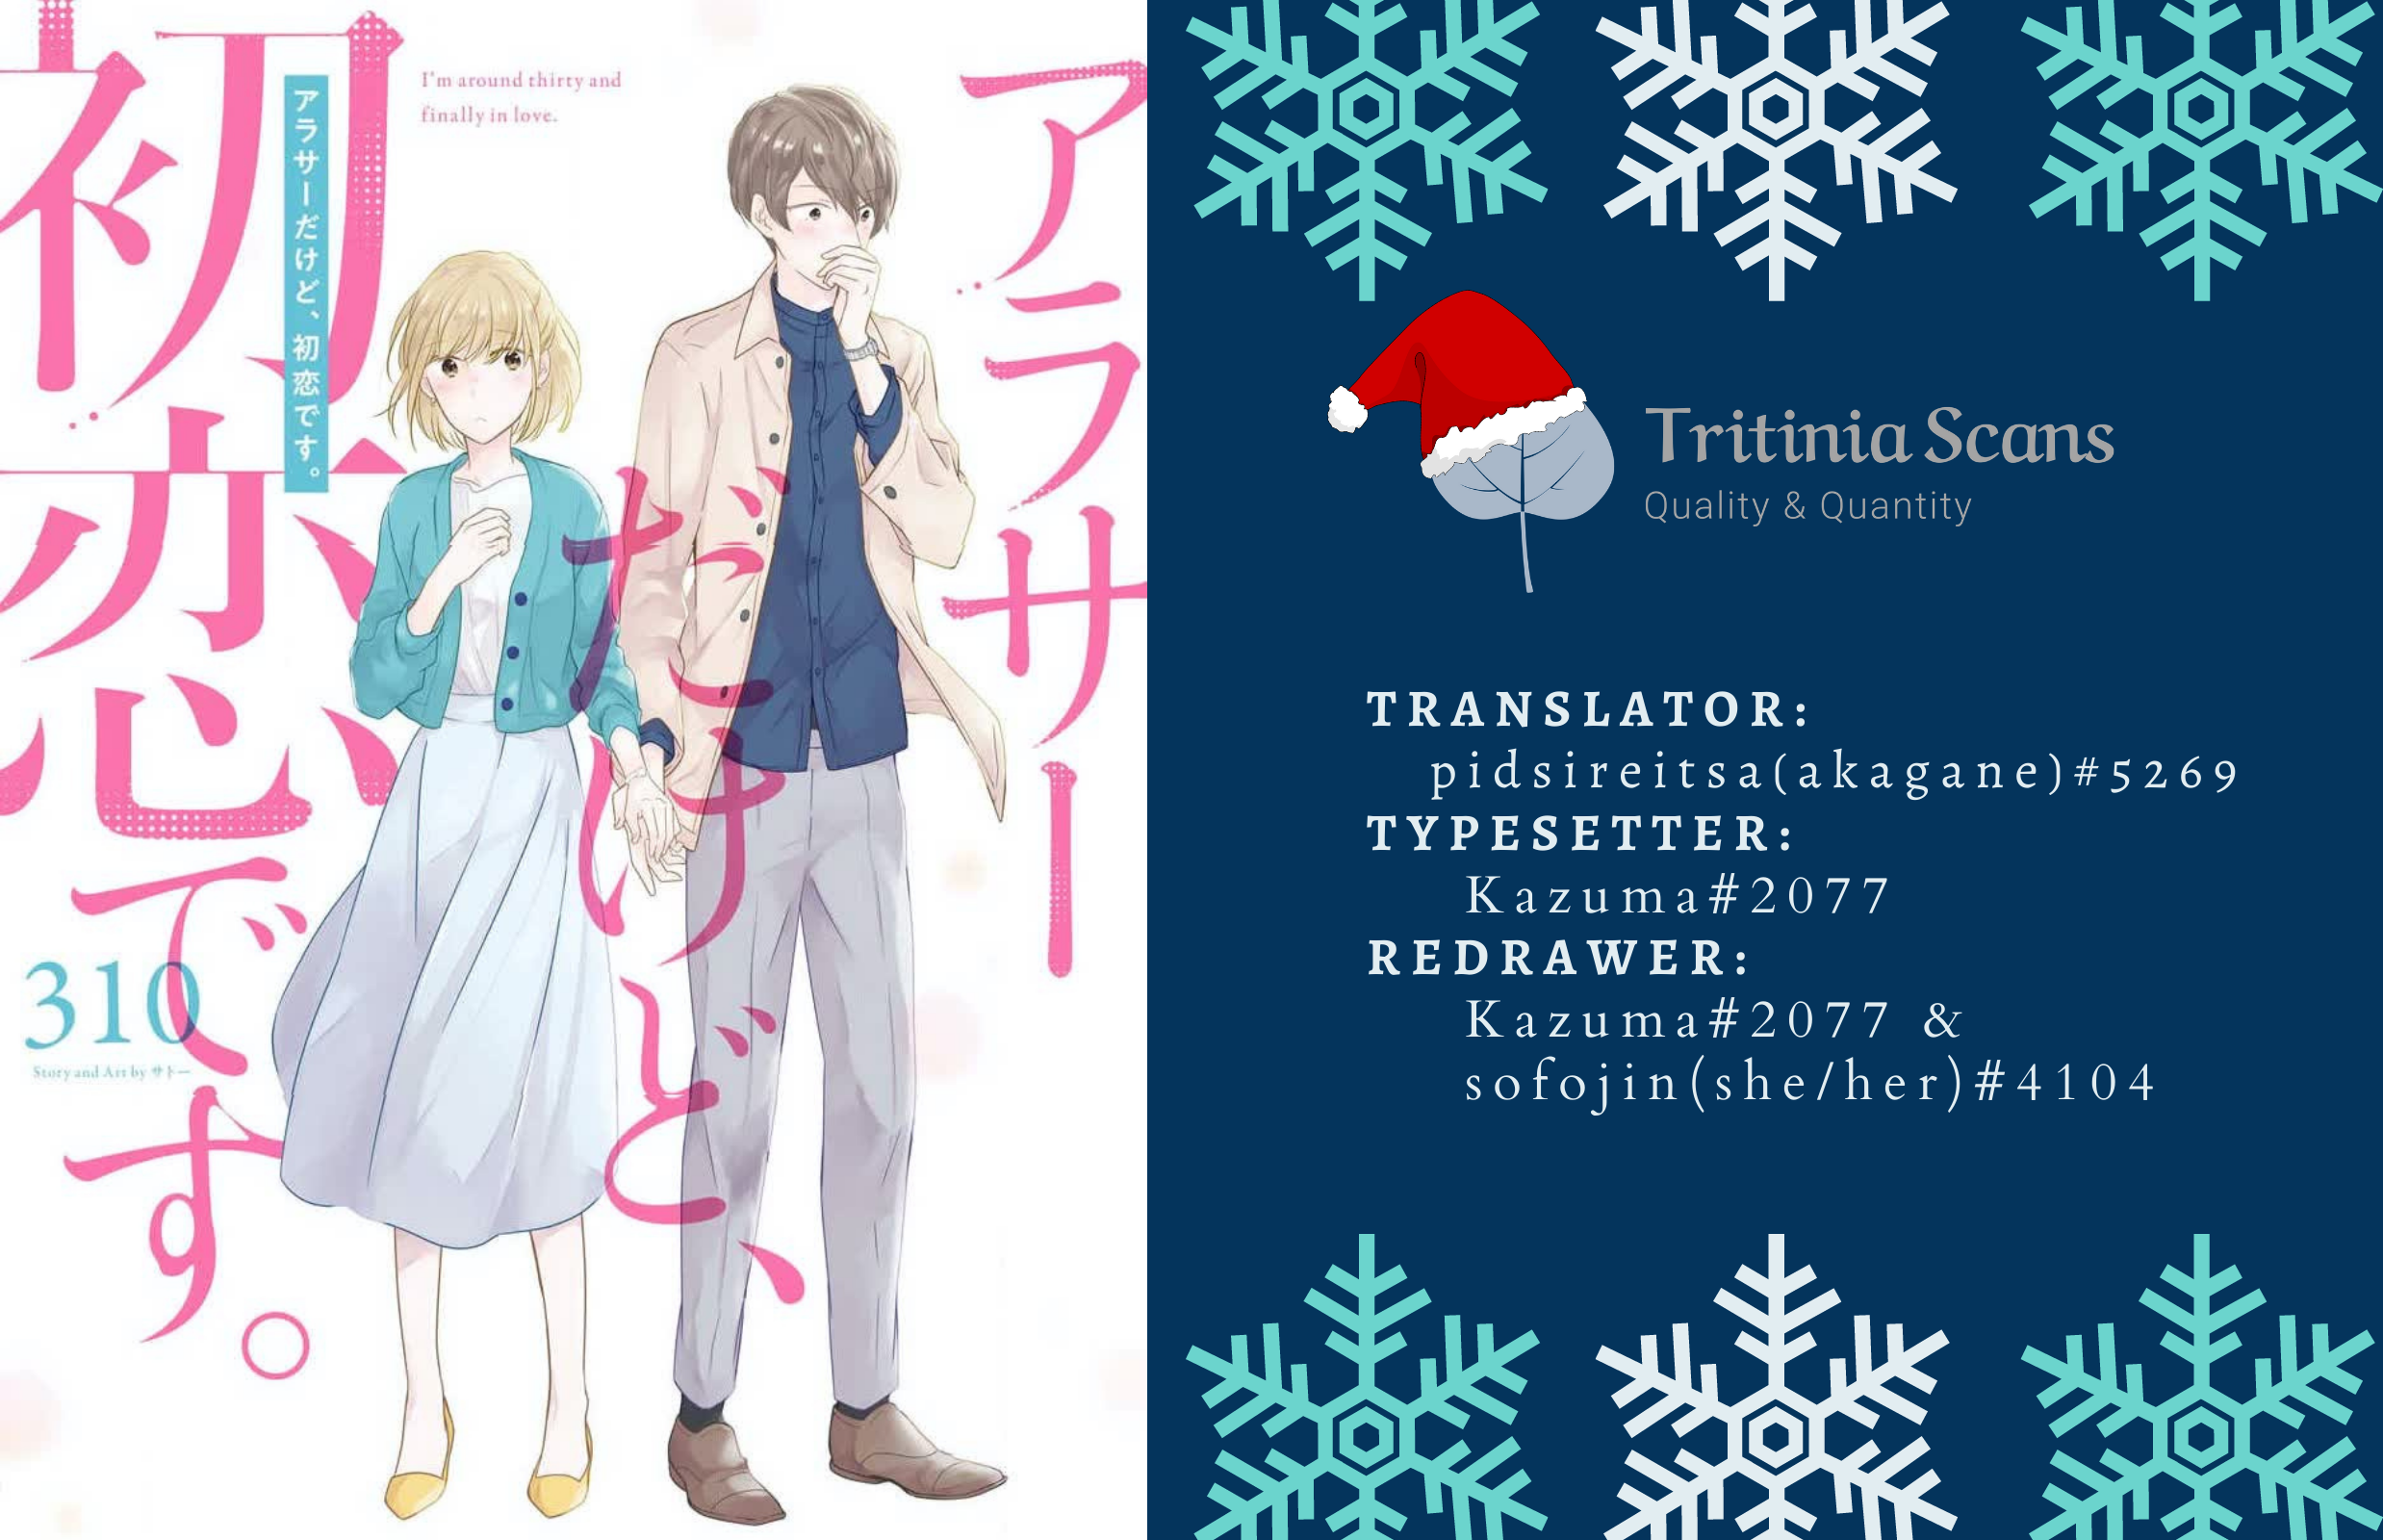 アラサー
だけど、
初恋です。
アラサーだけど、初恋です。
I'm around thirty and
finally in love.
310
Story and Art by サトー
Tritinia Scans
Quality & Quantity
TRANSLATOR:
pidsireitsa(akagane)#5269
TYPESETTER:
Kazuma#2077
REDRAWER:
Kazuma#2077 &
sofojin(she/her)#4104